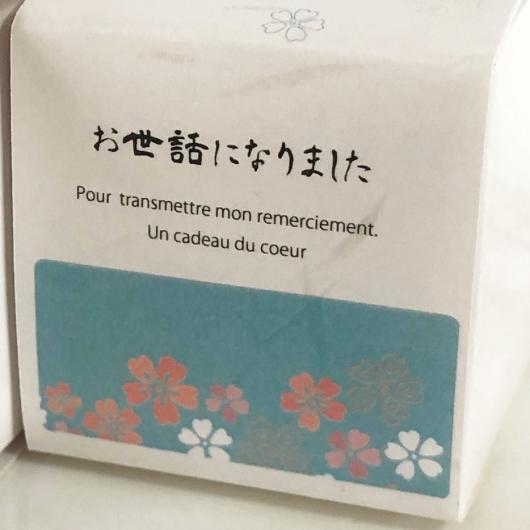 お世話になりました
Pour transmettre mon remerciement.
Un cadeau du coeur